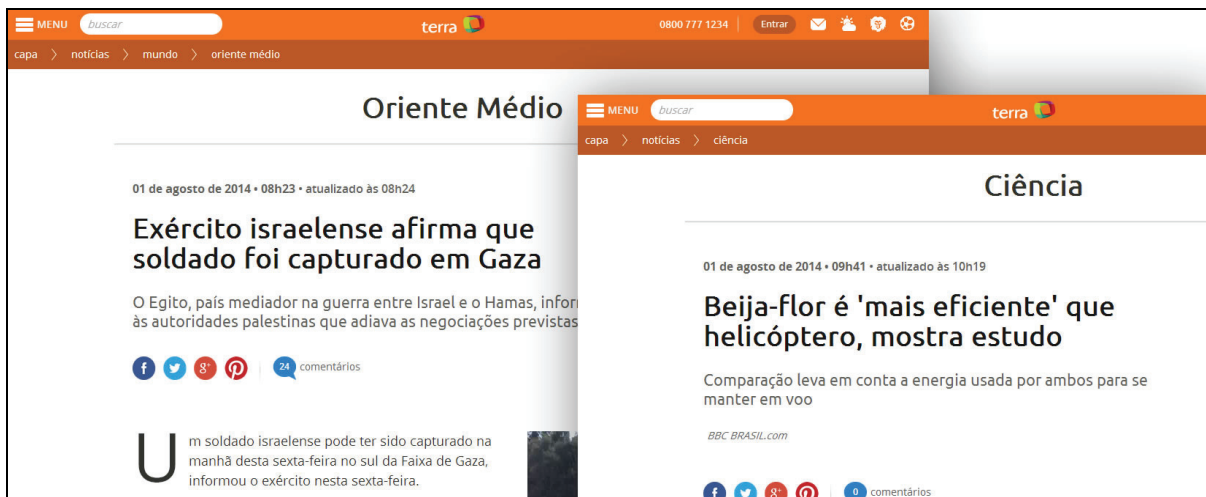 MENU buscar terra 0800 777 1234 Entrar
capa > notícias > mundo > oriente médio
Oriente Médio
01 de agosto de 2014 • 08h23 • atualizado às 08h24
Exército israelense afirma que
soldado foi capturado em Gaza
O Egito, país mediador na guerra entre Israel e o Hamas,
às autoridades palestinas que adiava as negociações previstas
24 comentários
Um soldado israelense pode ter sido capturado na
manhã desta sexta-feira no sul da Faixa de Gaza,
informou o exército nesta sexta-feira.
MENU buscar terra
capa > notícias > ciência
Ciência
01 de agosto de 2014 • 09h41 • atualizado às 10h19
Beija-flor é 'mais eficiente' que
helicóptero, mostra estudo
Comparação leva em conta a energia usada por ambos para se
manter em voo
BBC BRASIL.com
0 comentários